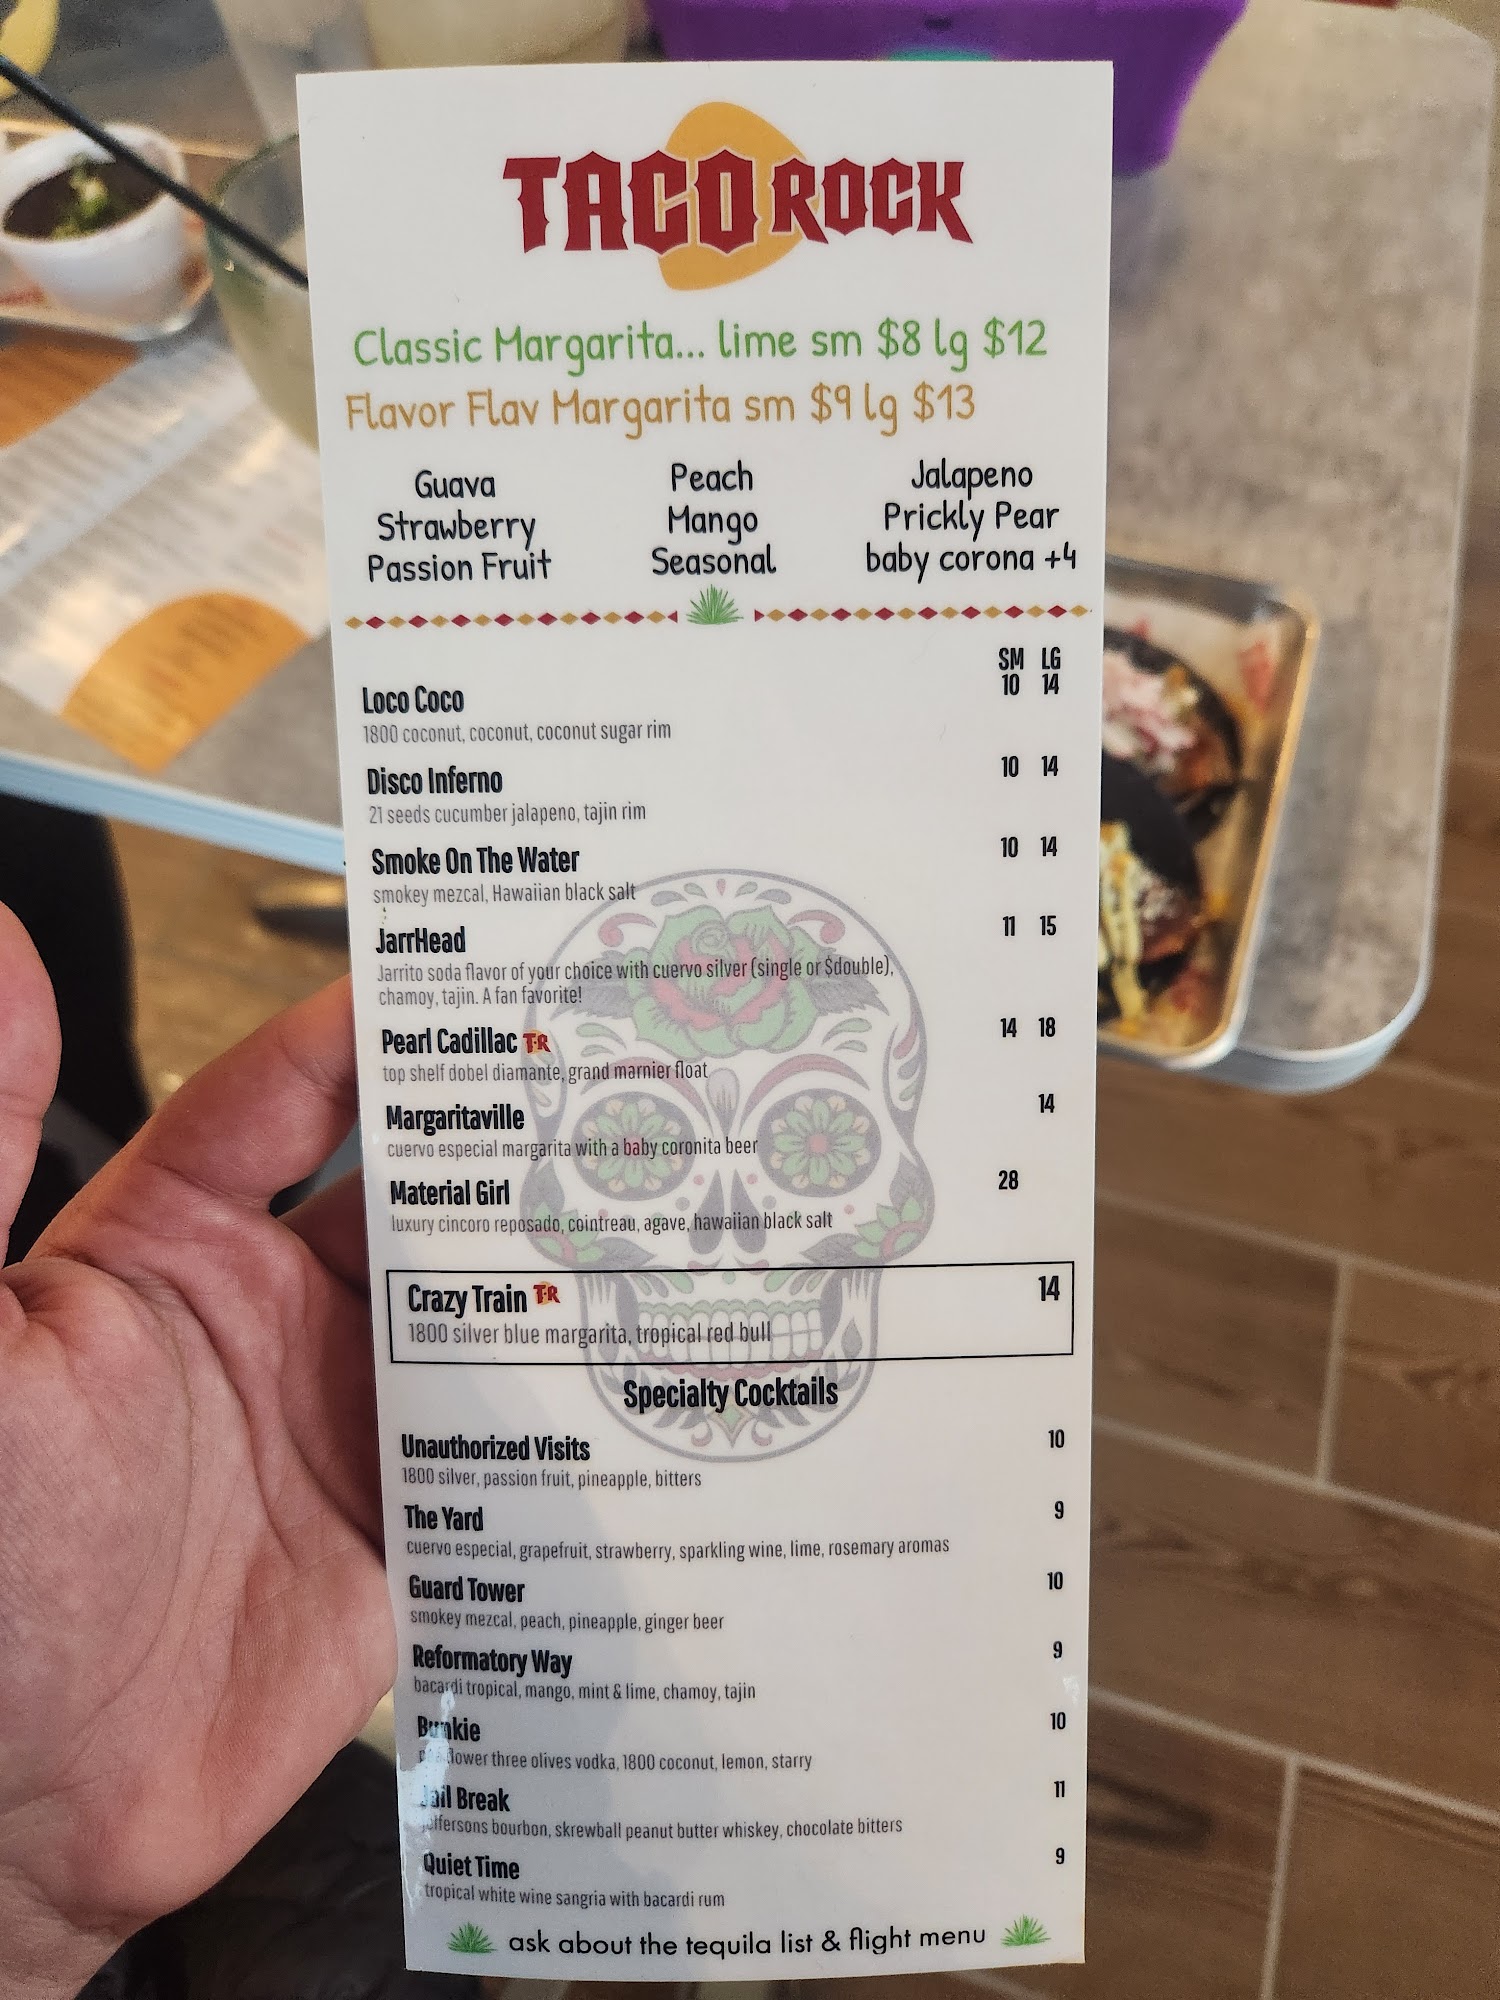 TACO ROCK
Classic Margarita... lime sm $8 lg $12
Flavor Flav Margarita sm $9 lg $13
Guava Peach Jalapeno
Strawberry Mango Prickly Pear
Passion Fruit Seasonal baby corona +4
SM LG
Loco Coco 10 14
1800 coconut, coconut, coconut sugar rim
Disco Inferno 10 14
21 seeds cucumber jalapeno, tajin rim
Smoke On The Water 10 14
smokey mezcal, Hawaiian black salt
JarrHead 11 15
Jarrito soda flavor of your choice with cuervo silver (single or $double),
chamoy, tajin. A fan favorite!
Pearl Cadillac TR 14 18
top shelf dobel diamante, grand marnier float
Margaritaville 14
cuervo especial margarita with a baby coronita beer
Material Girl 28
luxury cincoro reposado, cointreau, agave, hawaiian black salt
Crazy Train TR 14
1800 silver blue margarita, tropical red bull
Specialty Cocktails
Unauthorized Visits 10
1800 silver, passion fruit, pineapple, bitters
The Yard 9
cuervo especial, grapefruit, strawberry, sparkling wine, lime, rosemary aromas
Guard Tower 10
smokey mezcal, peach, pineapple, ginger beer
Reformatory Way 9
bacardi tropical, mango, mint & lime, chamoy, tajin
Bunkie 10
three olives vodka, 1800 coconut, lemon, starry
Jail Break 11
jeffersons bourbon, skrewball peanut butter whiskey, chocolate bitters
Quiet Time 9
tropical white wine sangria with bacardi rum
ask about the tequila list & flight menu